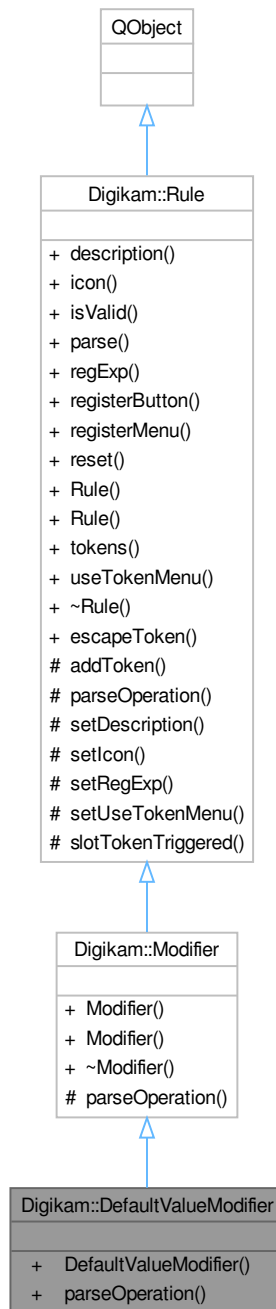 QObject
Digikam::Rule
+ description()
+ icon()
+ isValid()
+ parse()
+ regExp()
+ registerButton()
+ registerMenu()
+ reset()
+ Rule()
+ Rule()
+ tokens()
+ useTokenMenu()
+ ~Rule()
+ escapeToken()
# addToken()
# parseOperation()
# setDescription()
# setIcon()
# setRegExp()
# setUseTokenMenu()
# slotTokenTriggered()
Digikam::Modifier
+ Modifier()
+ Modifier()
+ ~Modifier()
# parseOperation()
Digikam::DefaultValueModifier
+ DefaultValueModifier()
+ parseOperation()